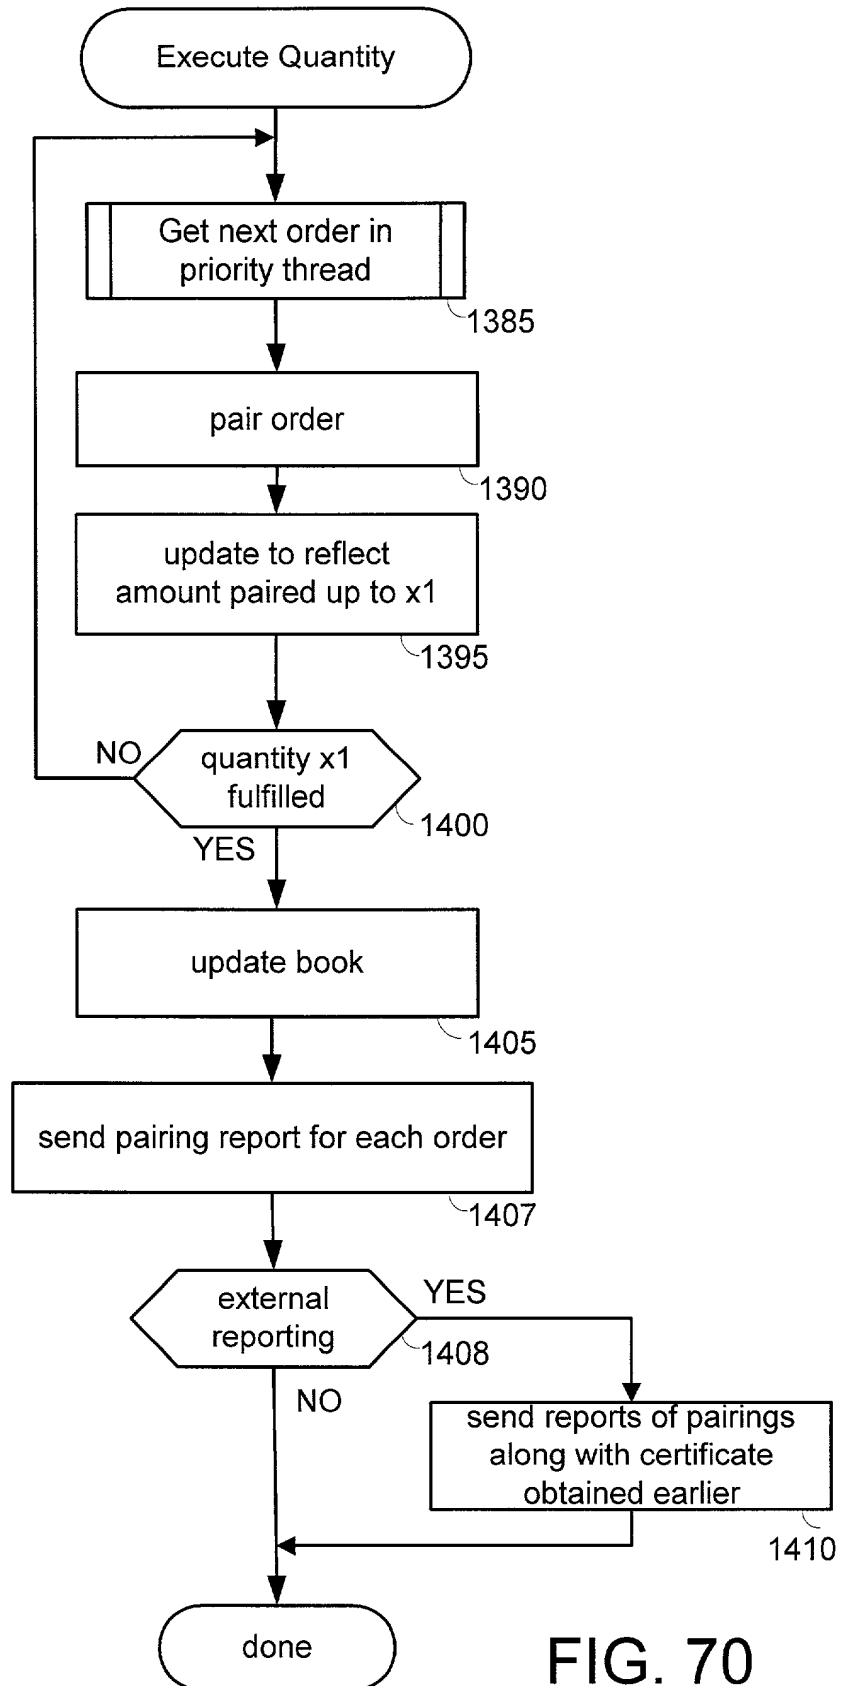 Execute Quantity
Get next order in
priority thread
1385
pair order
1390
update to reflect
amount paired up to x1
1395
NO
quantity x1
fulfilled
1400
YES
update book
1405
send pairing report for each order
1407
external
reporting
YES
1408
NO
send reports of pairings
along with certificate
obtained earlier
1410
done
FIG. 70